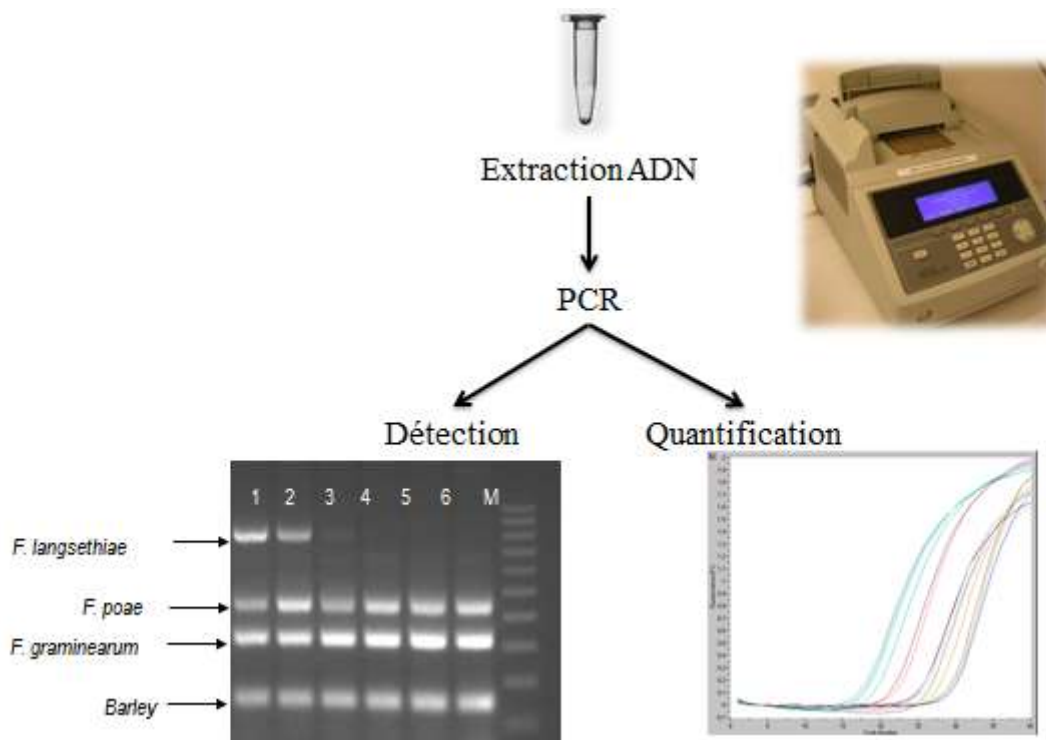 Extraction ADN
PCR
Détection
Quantification
1 2 3 4 5 6 M
F. langsethiae
F. poae
F. graminearum
Barley